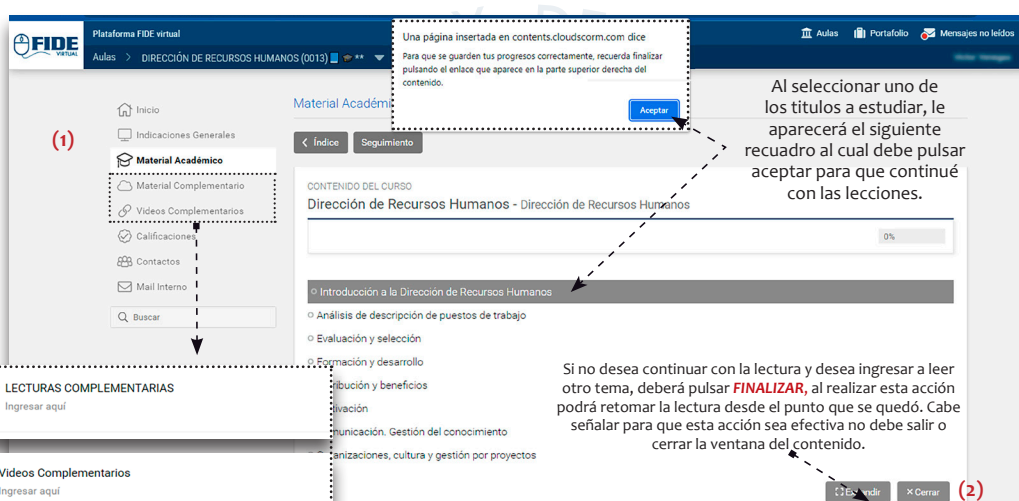 FIDE
VIRTUAL
Plataforma FIDE virtual
Aulas > DIRECCIÓN DE RECURSOS HUMANOS (0013) **
Aulas
Portafolio
Mensajes no leídos
Una página insertada en contents.cloudscorm.com dice
Para que se guarden tus progresos correctamente, recuerda finalizar
pulsando el enlace que aparece en la parte superior derecha del
contenido.
Aceptar
Al seleccionar uno de
los titulos a estudiar, le
aparecerá el siguiente
recuadro al cual debe pulsar
aceptar para que continué
con las lecciones.
(1)
Inicio
Indicaciones Generales
Material Académico
Material Complementario
Videos Complementarios
Calificaciones
Contactos
Mail Interno
Buscar
Material Académi
< Índice
Seguimiento
CONTENIDO DEL CURSO
Dirección de Recursos Humanos - Dirección de Recursos Humanos
0%
Introducción a la Dirección de Recursos Humanos
Análisis de descripción de puestos de trabajo
Evaluación y selección
Formación y desarrollo
ribución y beneficios
ivación
municación. Gestión del conocimiento
anizaciones, cultura y gestión por proyectos
LECTURAS COMPLEMENTARIAS
Ingresar aquí
Videos Complementarios
Ingresar aquí
Si no desea continuar con la lectura y desea ingresar a leer
otro tema, deberá pulsar FINALIZAR, al realizar esta acción
podrá retomar la lectura desde el punto que se quedó. Cabe
señalar para que esta acción sea efectiva no debe salir o
cerrar la ventana del contenido.
× Cerrar
(2)